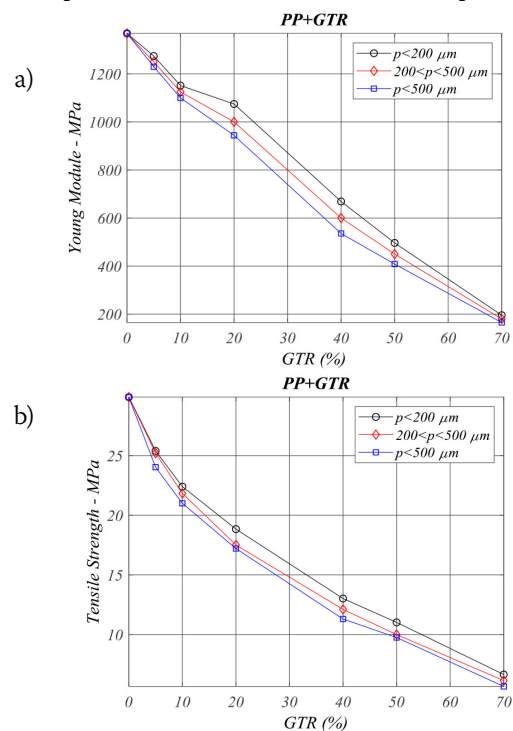 PP+GTR
a)
p<200 μm
200<p<500 μm
p<500 μm
Young Module - MPa
1200
1000
800
600
400
200
0 10 20 30 40 50 60 70
GTR (%)
PP+GTR
b)
p<200 μm
200<p<500 μm
p<500 μm
Tensile Strength - MPa
25
20
15
10
0 10 20 30 40 50 60 70
GTR (%)